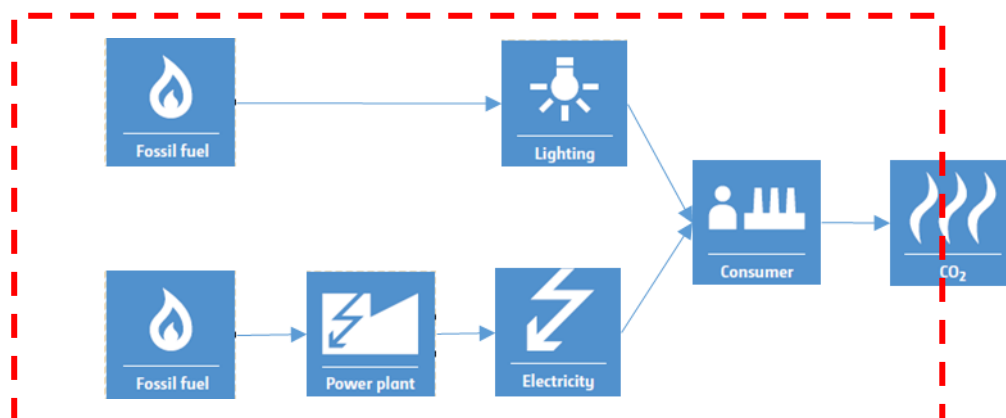 Fossil fuel
Lighting
Consumer
CO₂
Fossil fuel
Power plant
Electricity